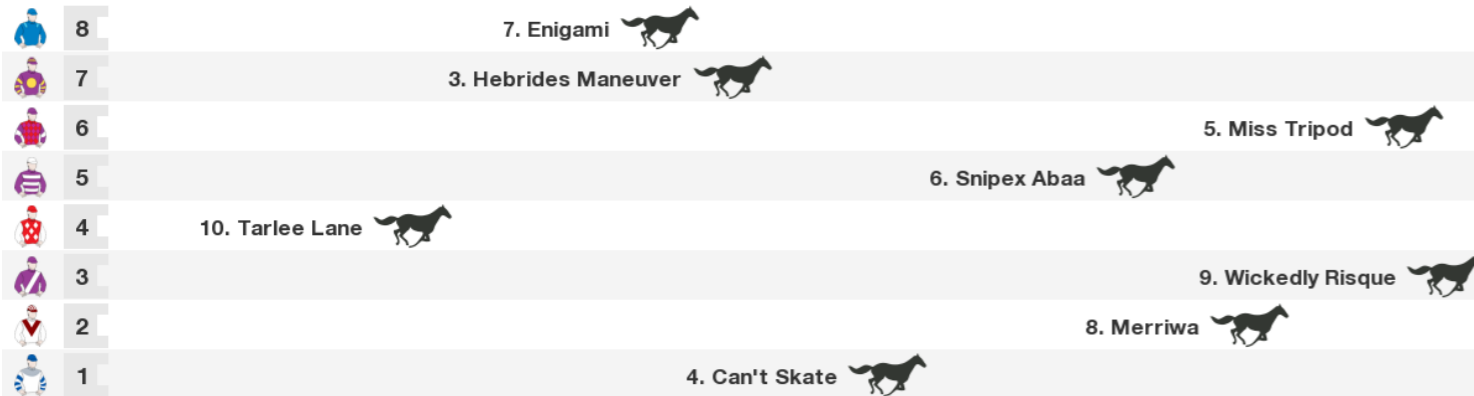 8 7. Enigami
7 3. Hebrides Maneuver
6 5. Miss Tripod
5 6. Snipex Abaa
4 10. Tarlee Lane
3 9. Wickedly Risque
2 8. Merriwa
1 4. Can't Skate